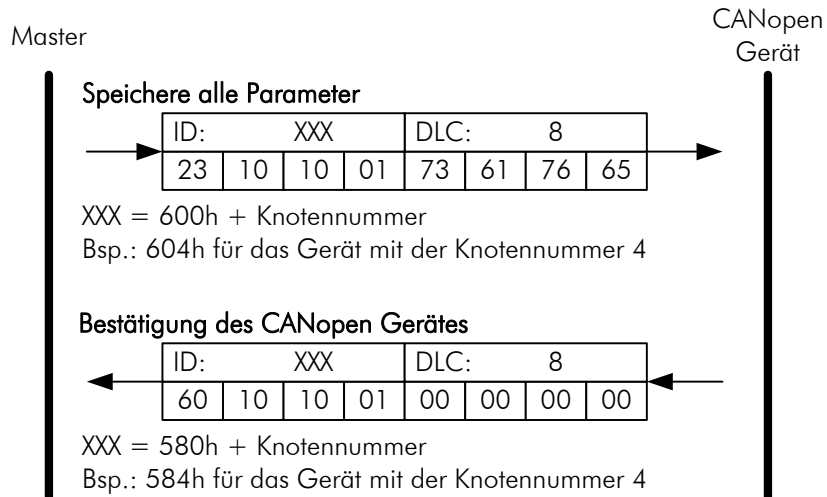 Master
CANopen
Gerät
Speichere alle Parameter
ID: XXX DLC: 8
23 10 10 01 73 61 76 65
XXX = 600h + Knotennummer
Bsp.: 604h für das Gerät mit der Knotennummer 4
Bestätigung des CANopen Gerätes
ID: XXX DLC: 8
60 10 10 01 00 00 00 00
XXX = 580h + Knotennummer
Bsp.: 584h für das Gerät mit der Knotennummer 4